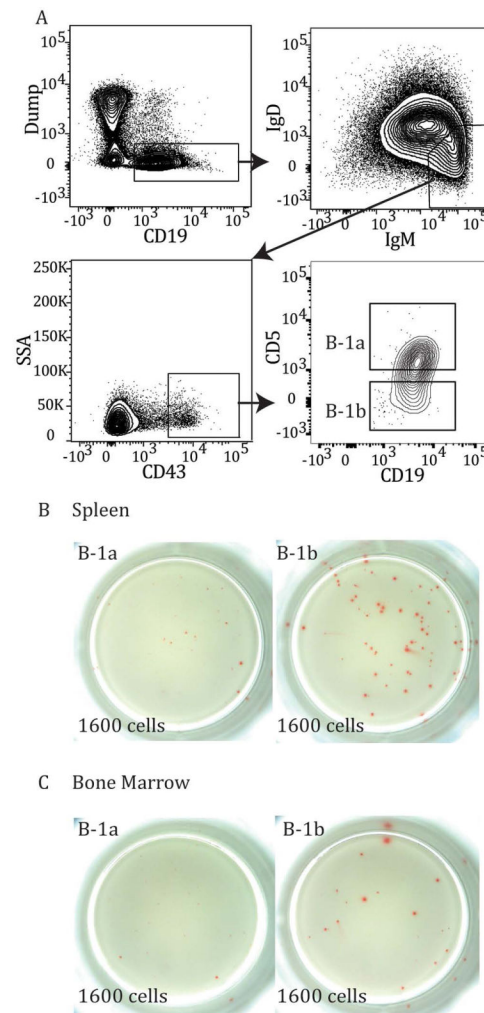 A
Dump
10⁵
10⁴
10³
0
-10³
-10³ 0 10³ 10⁴ 10⁵
CD19
IgD
10⁵
10⁴
10³
0
-10³
-10³ 0 10³ 10⁴ 10⁵
IgM
SSA
250K
200K
150K
100K
50K
0
-10³ 0 10³ 10⁴ 10⁵
CD43
CD5
10⁵
10⁴
10³
0
-10³
B-1a
B-1b
-10³ 0 10³ 10⁴ 10⁵
CD19
B Spleen
B-1a
1600 cells
B-1b
1600 cells
C Bone Marrow
B-1a
1600 cells
B-1b
1600 cells